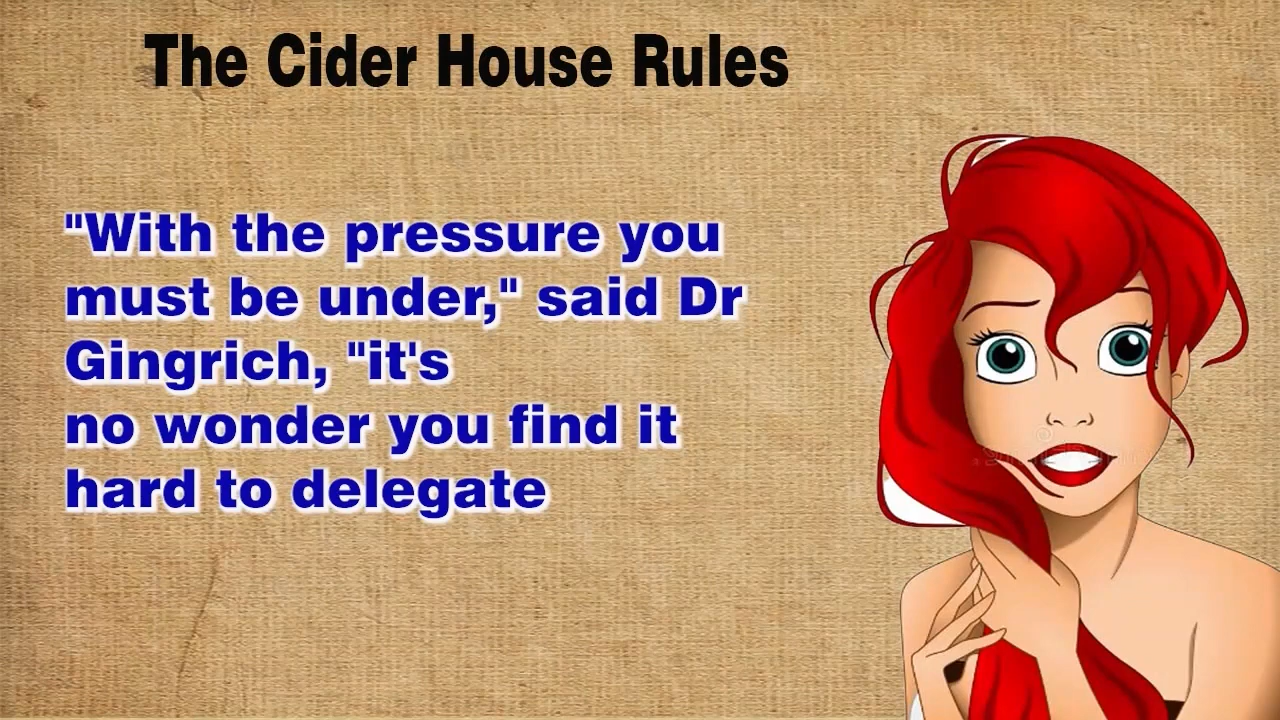 The Cider House Rules
"With the pressure you
must be under," said Dr
Gingrich, "it's
no wonder you find it
hard to delegate